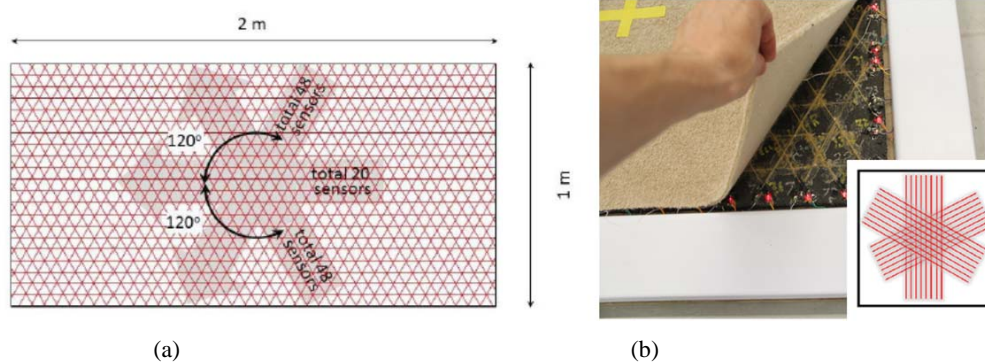 2 m
120°
total 48
sensors
total 20
sensors
120°
total 48
sensors
1 m
(a)
(b)